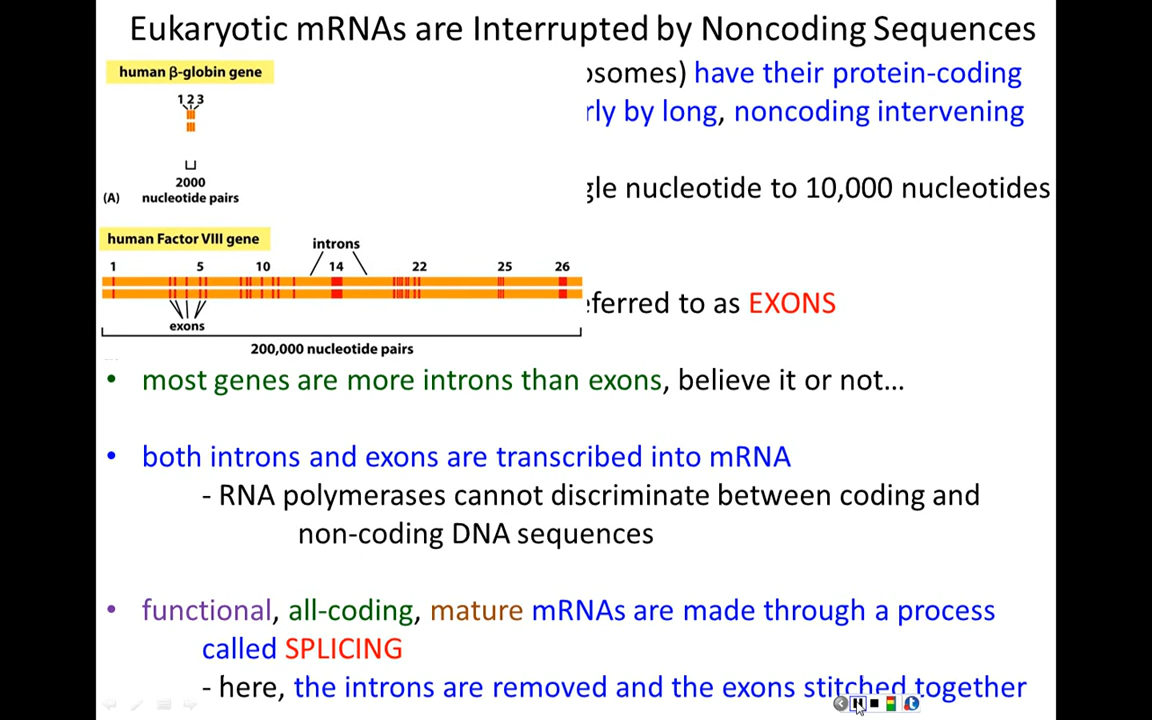 Eukaryotic mRNAs are Interrupted by Noncoding Sequences
human β-globin gene
1 2 3
2000
nucleotide pairs
(A)
have their protein-coding
by long, noncoding intervening
nucleotide to 10,000 nucleotides
human Factor VIII gene
introns
1 5 10 14 22 25 26
exons
200,000 nucleotide pairs
to as EXONS
• most genes are more introns than exons, believe it or not...
• both introns and exons are transcribed into mRNA
- RNA polymerases cannot discriminate between coding and
non-coding DNA sequences
• functional, all-coding, mature mRNAs are made through a process
called SPLICING
- here, the introns are removed and the exons stitched together